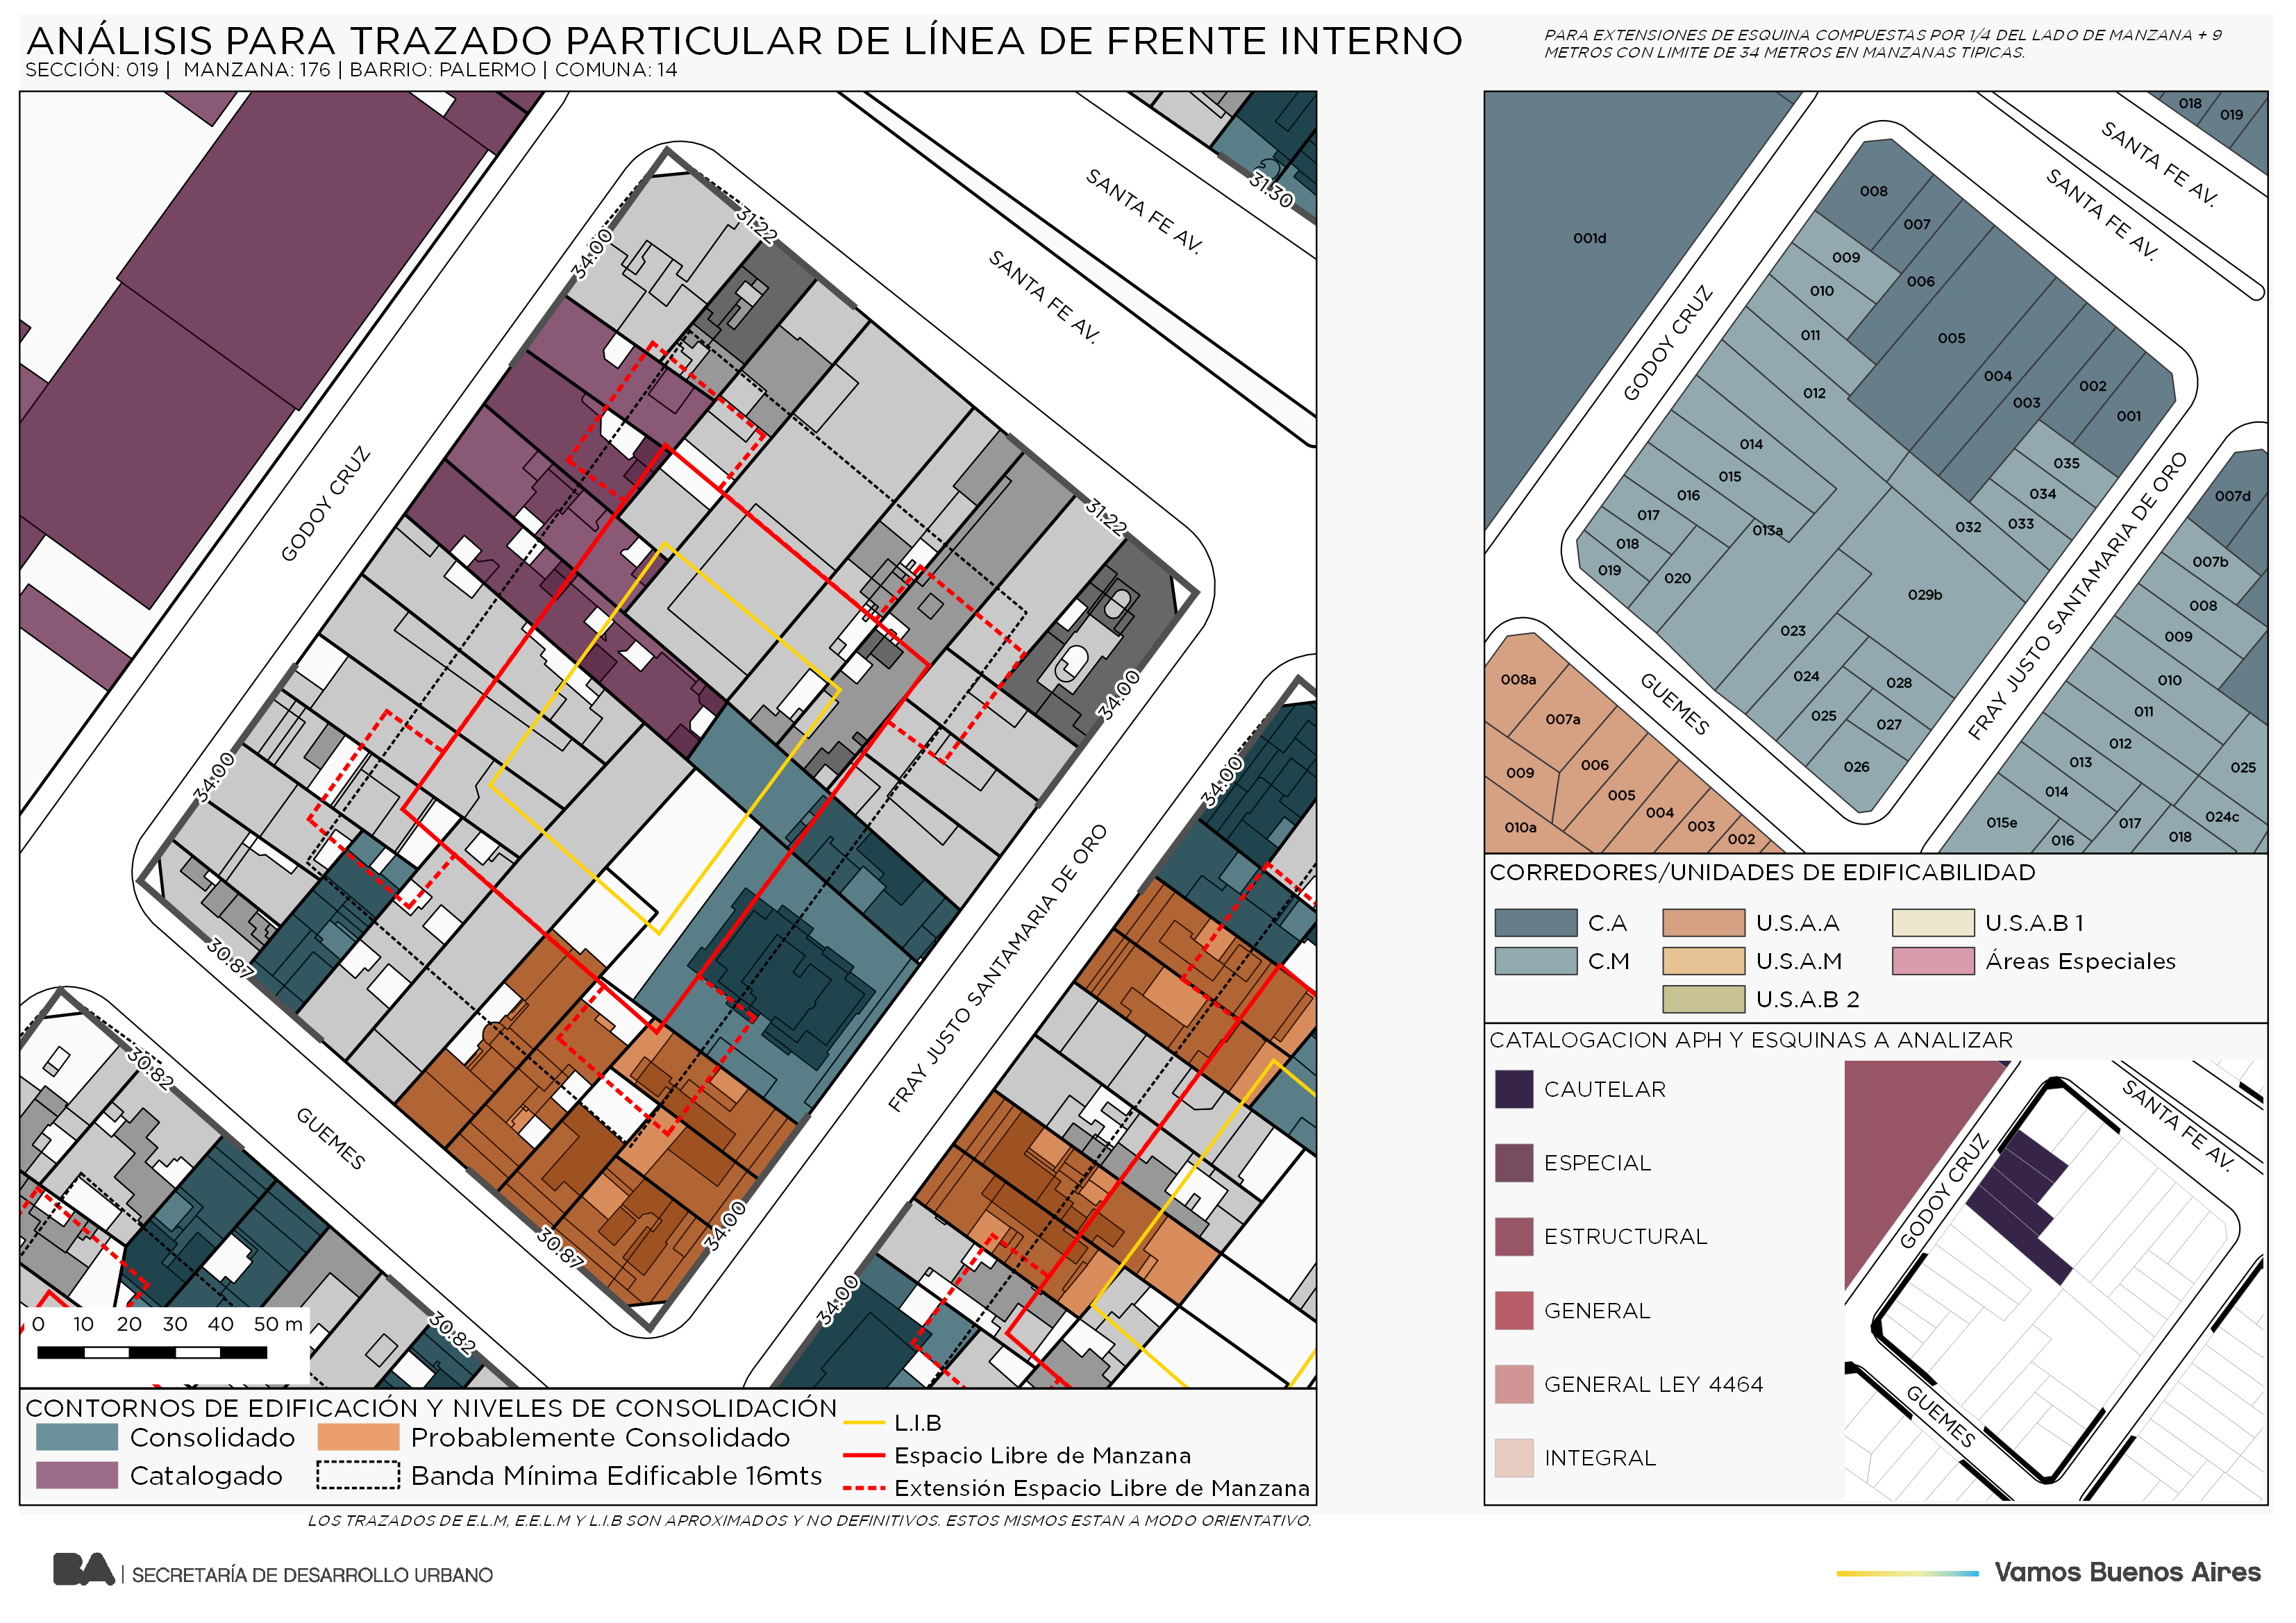 ANÁLISIS PARA TRAZADO PARTICULAR DE LÍNEA DE FRENTE INTERNO
SECCIÓN: 019 | MANZANA: 176 | BARRIO: PALERMO | COMUNA: 14
PARA EXTENSIONES DE ESQUINA COMPUESTAS POR 1/4 DEL LADO DE MANZANA + 9
METROS CON LIMITE DE 34 METROS EN MANZANAS TIPICAS.
31.30
SANTA FE AV.
SANTA FE AV.
31.22
34.00
GODOY CRUZ
31.22
34.00
34.00
34.00
FRAY JUSTO SANTAMARIA DE ORO
30.87
30.82
GUEMES
34.00
30.87
34.00
30.82
0 10 20 30 40 50 m
018
019
SANTA FE AV.
SANTA FE AV.
008
007
001d
009
006
010
GODOY CRUZ
011
005
004
002
012
003
001
014
035
015
034
007d
016
017
013a
032
033
018
019
020
007b
029b
008
023
009
008a
024
028
010
007a
GUEMES
025
027
011
FRAY JUSTO SANTAMARIA DE ORO
012
006
026
013
025
009
005
014
004
024c
010a
003
002
015e
016
017
018
CORREDORES/UNIDADES DE EDIFICABILIDAD
C.A
U.S.A.A
U.S.A.B 1
C.M
U.S.A.M
Áreas Especiales
U.S.A.B 2
CATALOGACION APH Y ESQUINAS A ANALIZAR
CAUTELAR
ESPECIAL
ESTRUCTURAL
GENERAL
GENERAL LEY 4464
INTEGRAL
SANTA FE AV.
GODOY CRUZ
GUEMES
CONTORNOS DE EDIFICACIÓN Y NIVELES DE CONSOLIDACIÓN
Consolidado
Probablemente Consolidado
Catalogado
Banda Mínima Edificable 16mts
L.I.B
Espacio Libre de Manzana
Extensión Espacio Libre de Manzana
LOS TRAZADOS DE E.L.M, E.E.L.M Y L.I.B SON APROXIMADOS Y NO DEFINITIVOS. ESTOS MISMOS ESTAN A MODO ORIENTATIVO.
BA | SECRETARÍA DE DESARROLLO URBANO
Vamos Buenos Aires